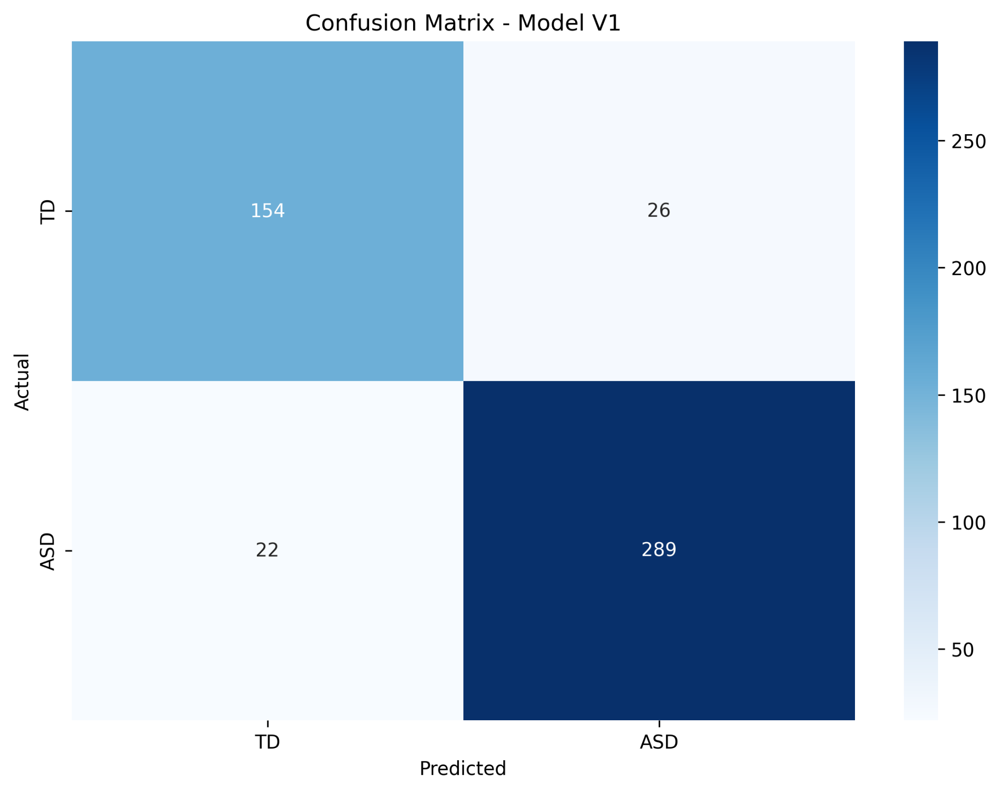 Confusion Matrix - Model V1
TD
154
26
250
200
150
100
50
Actual
ASD
22
289
TD
ASD
Predicted